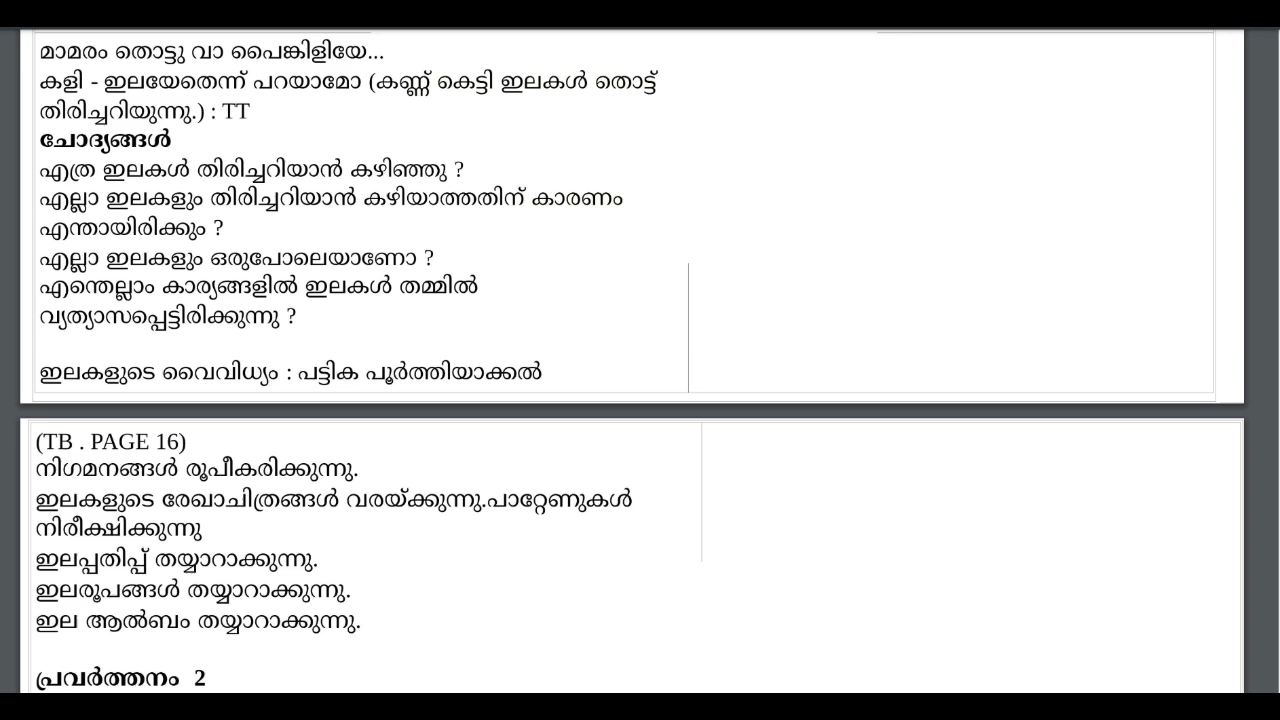 മാമരം തൊട്ടു വാ പൈങ്കിളിയേ...
കളി - ഇലയേതെന്ന് പറയാമോ (കണ്ണ് കെട്ടി ഇലകൾ തൊട്ട്
തിരിച്ചറിയുന്നു.) : TT
ചോദ്യങ്ങൾ
എത്ര ഇലകൾ തിരിച്ചറിയാൻ കഴിഞ്ഞു ?
എല്ലാ ഇലകളും തിരിച്ചറിയാൻ കഴിയാത്തതിന് കാരണം
എന്തായിരിക്കും ?
എല്ലാ ഇലകളും ഒരുപോലെയാണോ ?
എന്തെല്ലാം കാര്യങ്ങളിൽ ഇലകൾ തമ്മിൽ
വ്യത്യാസപ്പെട്ടിരിക്കുന്നു ?
ഇലകളുടെ വൈവിധ്യം : പട്ടിക പൂർത്തിയാക്കൽ
(TB . PAGE 16)
നിഗമനങ്ങൾ രൂപീകരിക്കുന്നു.
ഇലകളുടെ രേഖാചിത്രങ്ങൾ വരയ്ക്കുന്നു.പാറ്റേണുകൾ
നിരീക്ഷിക്കുന്നു
ഇലപ്പതിപ്പ് തയ്യാറാക്കുന്നു.
ഇലരൂപങ്ങൾ തയ്യാറാക്കുന്നു.
ഇല ആൽബം തയ്യാറാക്കുന്നു.
പ്രവർത്തനം 2